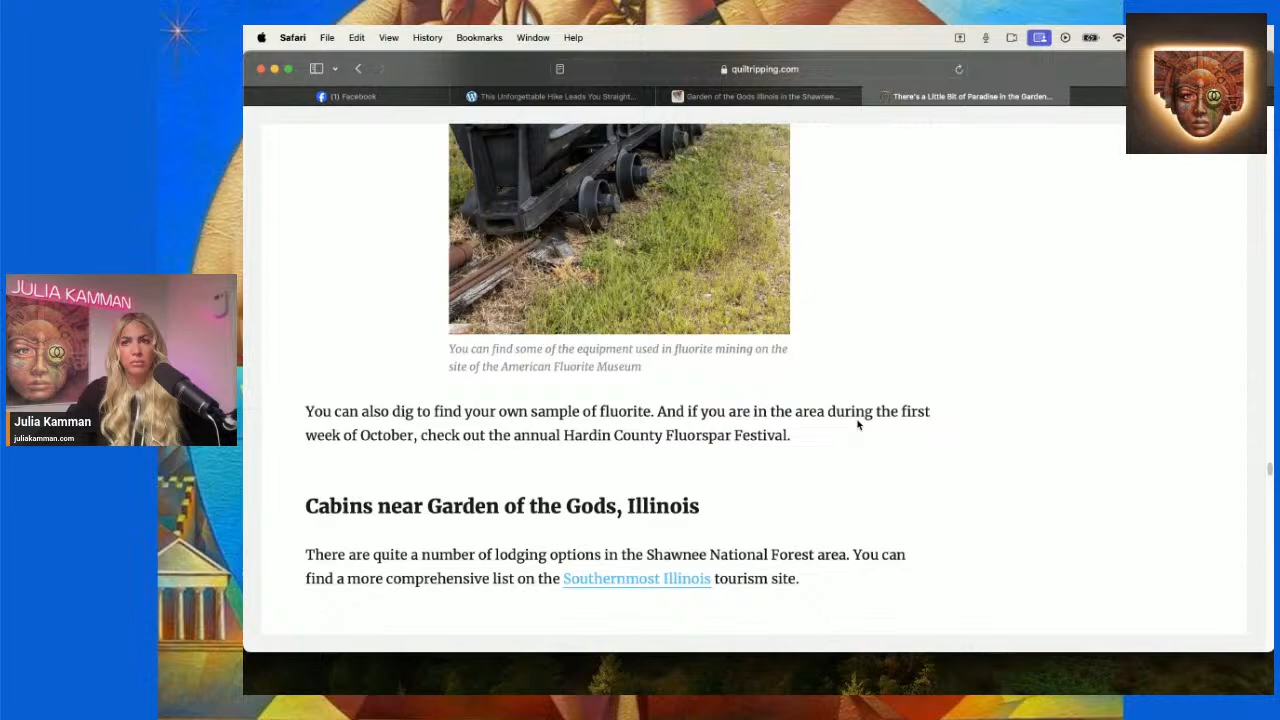 Safari File Edit View History Bookmarks Window Help
quiltripping.com
(1) Facebook
This Unforgettable Hike Leads You Straight...
Garden of the Gods Illinois in the Shawnee...
There's a Little Bit of Paradise in the Garden...
You can find some of the equipment used in fluorite mining on the
site of the American Fluorite Museum
You can also dig to find your own sample of fluorite. And if you are in the area during the first
week of October, check out the annual Hardin County Fluorspar Festival.
Cabins near Garden of the Gods, Illinois
There are quite a number of lodging options in the Shawnee National Forest area. You can
find a more comprehensive list on the Southernmost Illinois tourism site.
JULIA KAMMAN
Julia Kamman
juliakamman.com